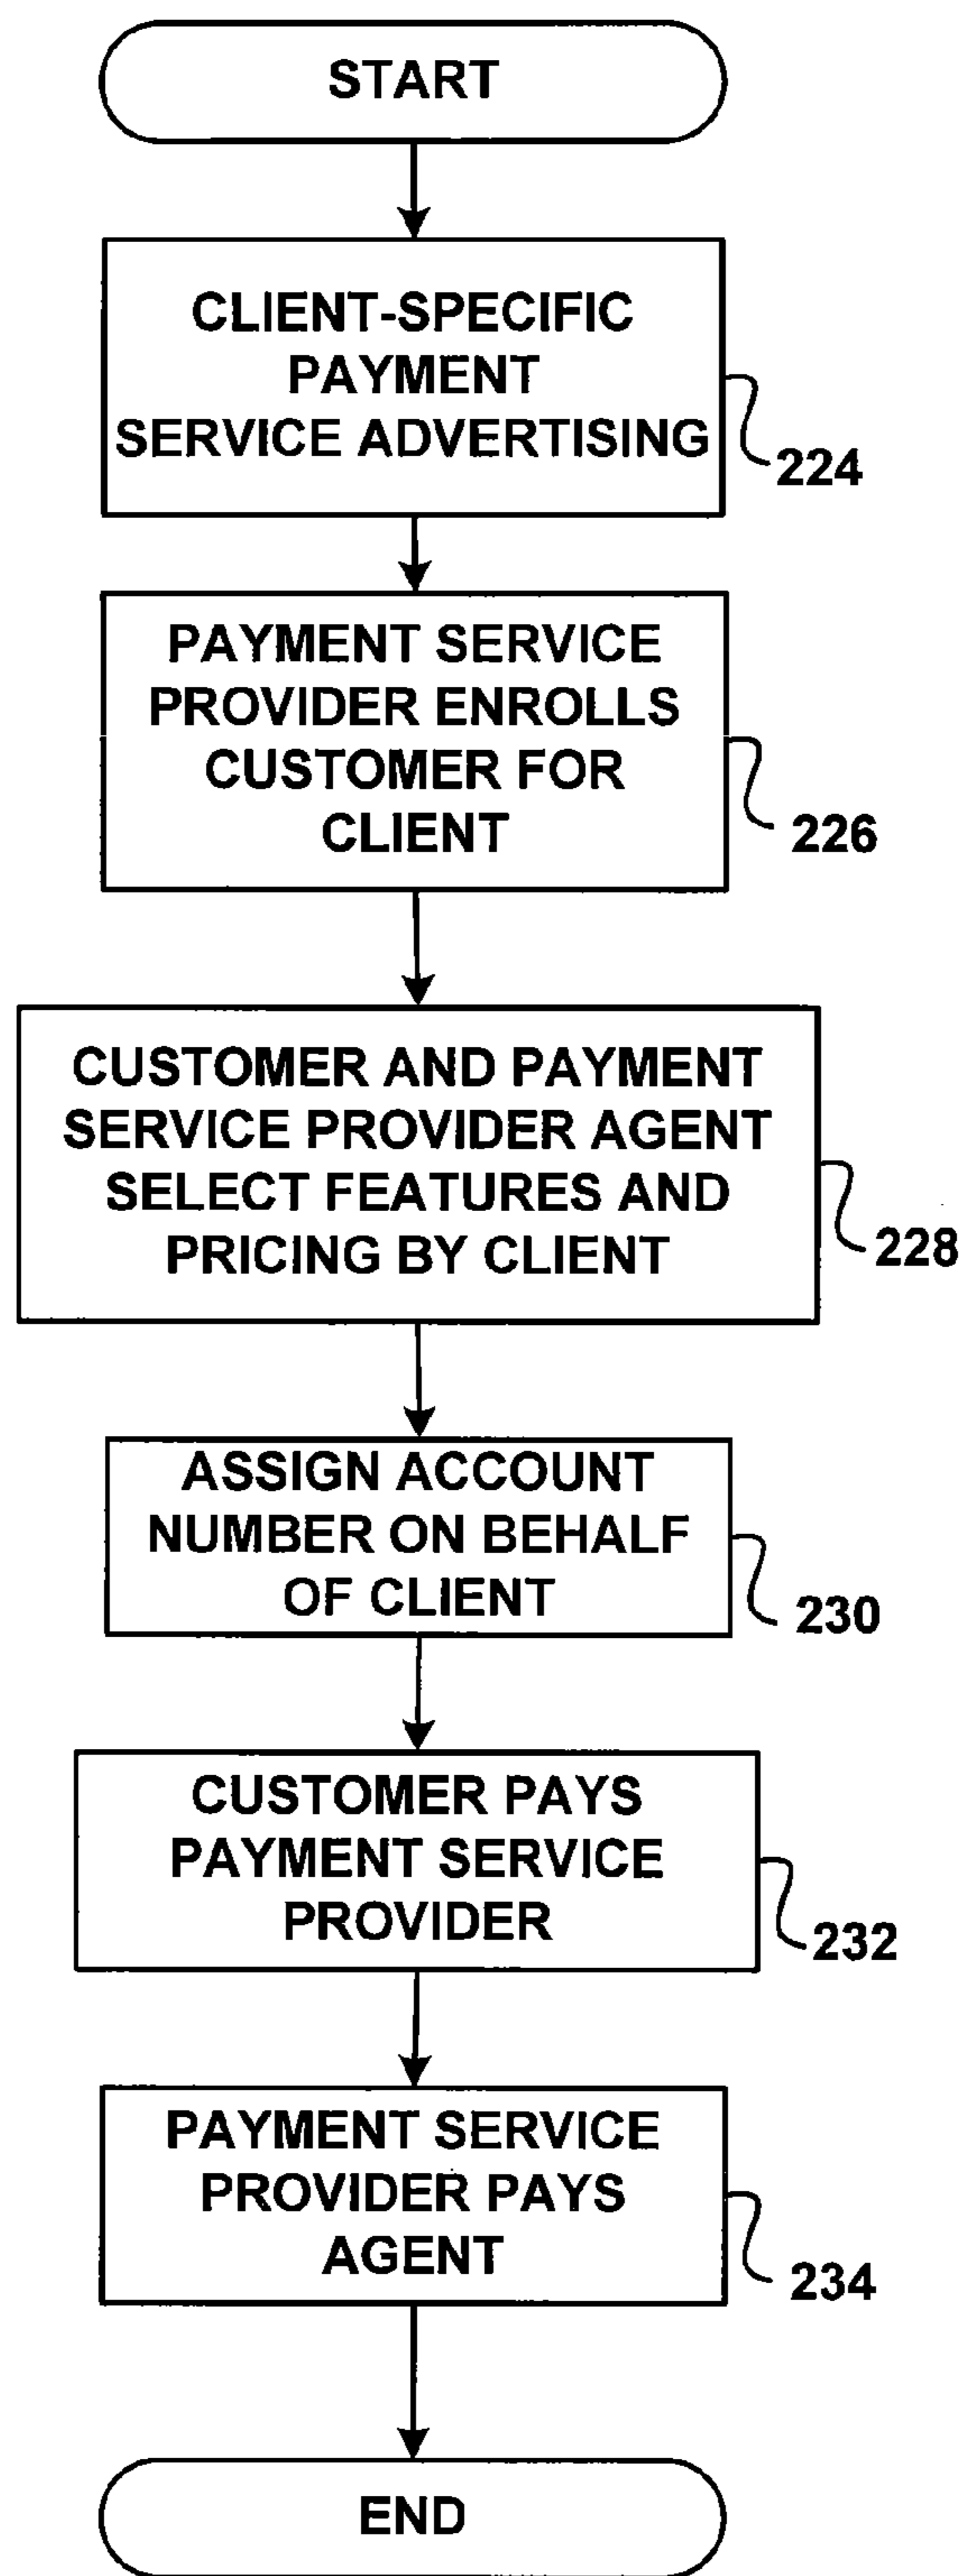 START
CLIENT-SPECIFIC
PAYMENT
SERVICE ADVERTISING
224
PAYMENT SERVICE
PROVIDER ENROLLS
CUSTOMER FOR
CLIENT
226
CUSTOMER AND PAYMENT
SERVICE PROVIDER AGENT
SELECT FEATURES AND
PRICING BY CLIENT
228
ASSIGN ACCOUNT
NUMBER ON BEHALF
OF CLIENT
230
CUSTOMER PAYS
PAYMENT SERVICE
PROVIDER
232
PAYMENT SERVICE
PROVIDER PAYS
AGENT
234
END